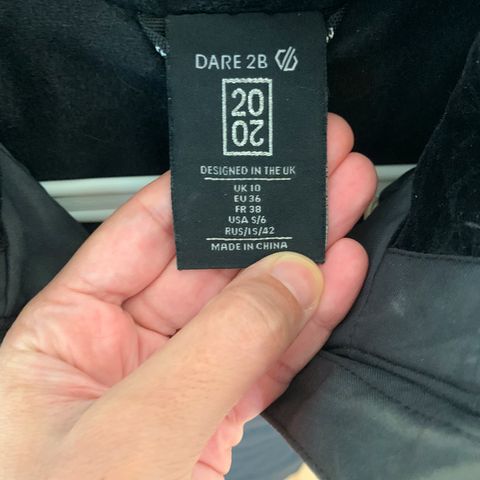 DARE 2B
20
20
DESIGNED IN THE UK
UK 10
EU 36
FR 38
USA S/6
RUS/IS/42
MADE IN CHINA